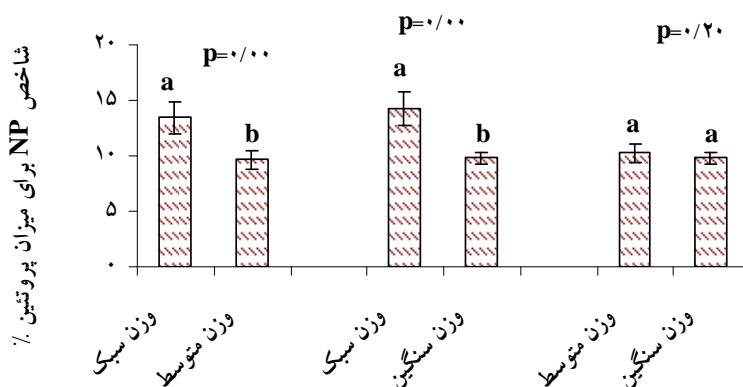 p=۰/۰۰
p=۰/۰۰
p=۰/۲۰
شاخص NP برای میزان پروتئین %
۲۰
۱۵
۱۰
۵
۰
a
b
a
b
a
a
وزن سبک
وزن متوسط
وزن سبک
وزن سنگین
وزن متوسط
وزن سنگین